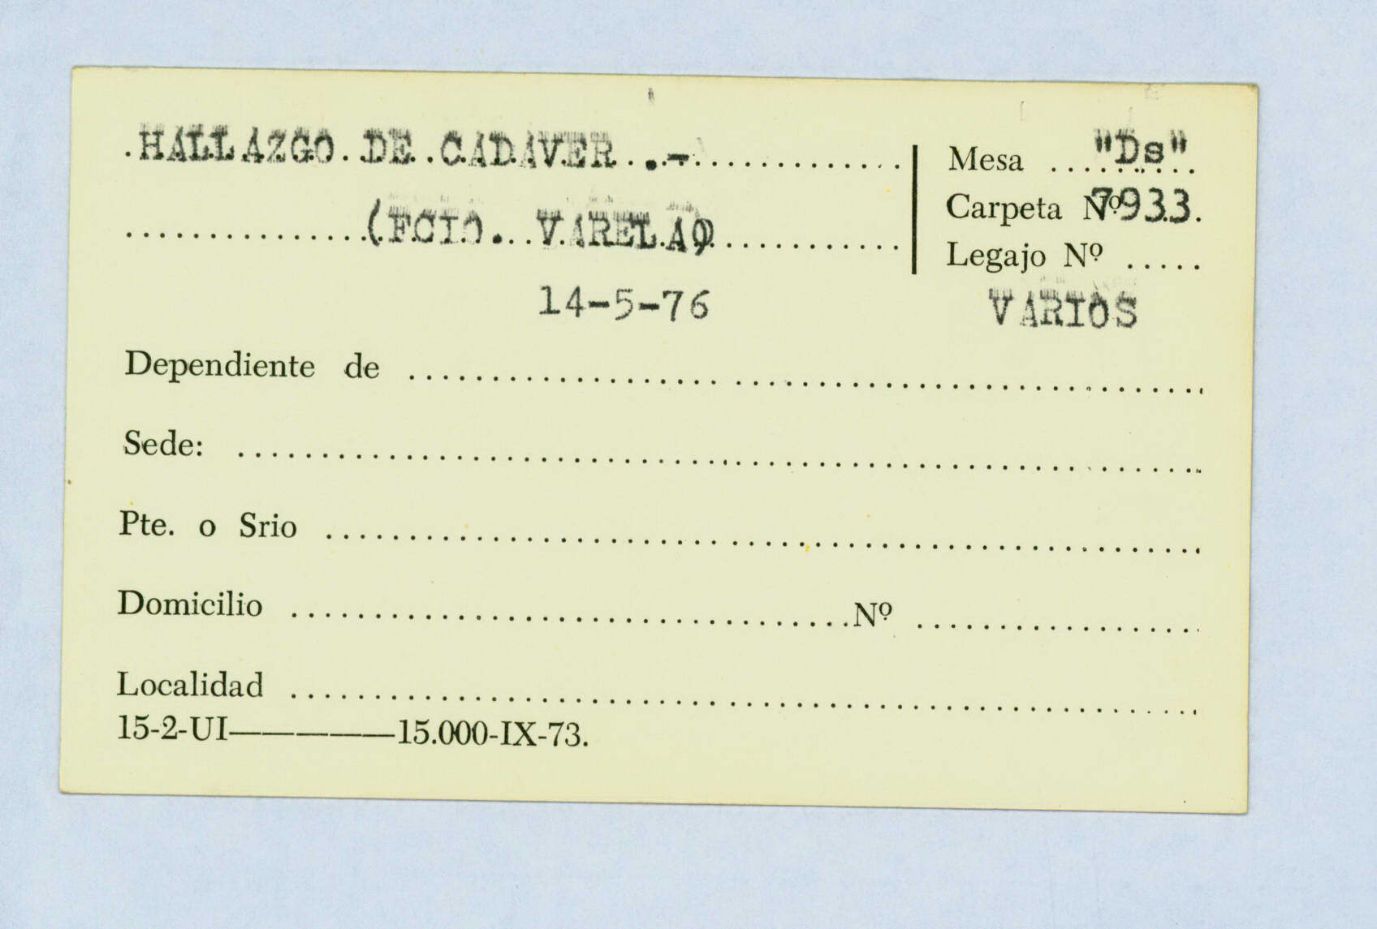 HALLAZGO DE CADAVER .-
(FCIO. VARELA)
14-5-76
Mesa "Ds"
Carpeta Nº 7933.
Legajo Nº
VARIOS
Dependiente de
Sede:
Pte. o Srio
Domicilio Nº
Localidad
15-2-UI—————15.000-IX-73.